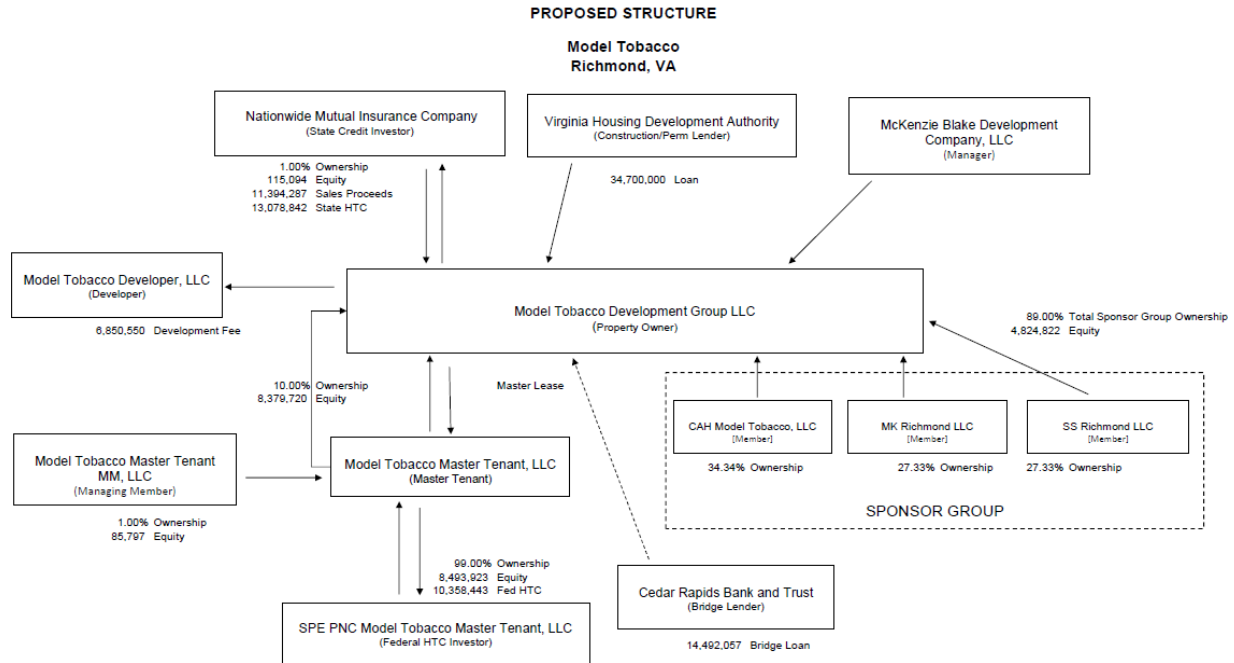 PROPOSED STRUCTURE
Model Tobacco
Richmond, VA
Nationwide Mutual Insurance Company
(State Credit Investor)
1.00% Ownership
115,094 Equity
11,394,287 Sales Proceeds
13,078,842 State HTC
Virginia Housing Development Authority
(Construction/Perm Lender)
34,700,000 Loan
McKenzie Blake Development
Company, LLC
(Manager)
Model Tobacco Developer, LLC
(Developer)
6,850,550 Development Fee
Model Tobacco Development Group LLC
(Property Owner)
89.00% Total Sponsor Group Ownership
4,824,822 Equity
10.00% Ownership
8,379,720 Equity
Master Lease
CAH Model Tobacco, LLC
[Member]
34.34% Ownership
MK Richmond LLC
[Member]
27.33% Ownership
SS Richmond LLC
[Member]
27.33% Ownership
SPONSOR GROUP
Model Tobacco Master Tenant
MM, LLC
(Managing Member)
1.00% Ownership
85,797 Equity
Model Tobacco Master Tenant, LLC
(Master Tenant)
99.00% Ownership
8,493,923 Equity
10,358,443 Fed HTC
SPE PNC Model Tobacco Master Tenant, LLC
(Federal HTC Investor)
Cedar Rapids Bank and Trust
(Bridge Lender)
14,492,057 Bridge Loan